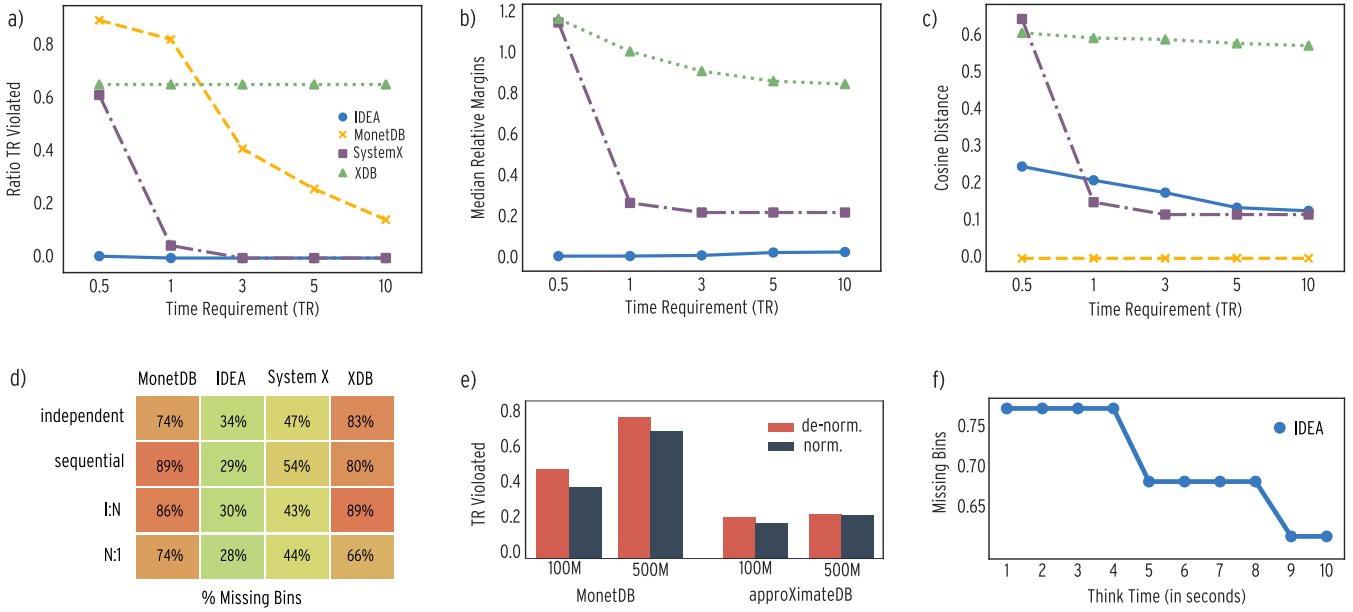 a)
0.8
0.6
0.4
0.2
0.0
Ratio TR Violated
0.5 1 3 5 10
Time Requirement (TR)
IDEA
MonetDB
SystemX
XDB
b)
1.2
1.0
0.8
0.6
0.4
0.2
0.0
Median Relative Margins
0.5 1 3 5 10
Time Requirement (TR)
c)
0.6
0.5
0.4
0.3
0.2
0.1
0.0
Cosine Distance
0.5 1 3 5 10
Time Requirement (TR)
d)
MonetDB IDEA System X XDB
independent 74% 34% 47% 83%
sequential 89% 29% 54% 80%
I:N 86% 30% 43% 89%
N:1 74% 28% 44% 66%
% Missing Bins
e)
0.8
0.6
0.4
0.2
0.0
TR Violoated
de-norm.
norm.
100M 500M 100M 500M
MonetDB approXimateDB
f)
0.75
0.70
0.65
Missing Bins
IDEA
1 2 3 4 5 6 7 8 9 10
Think Time (in seconds)